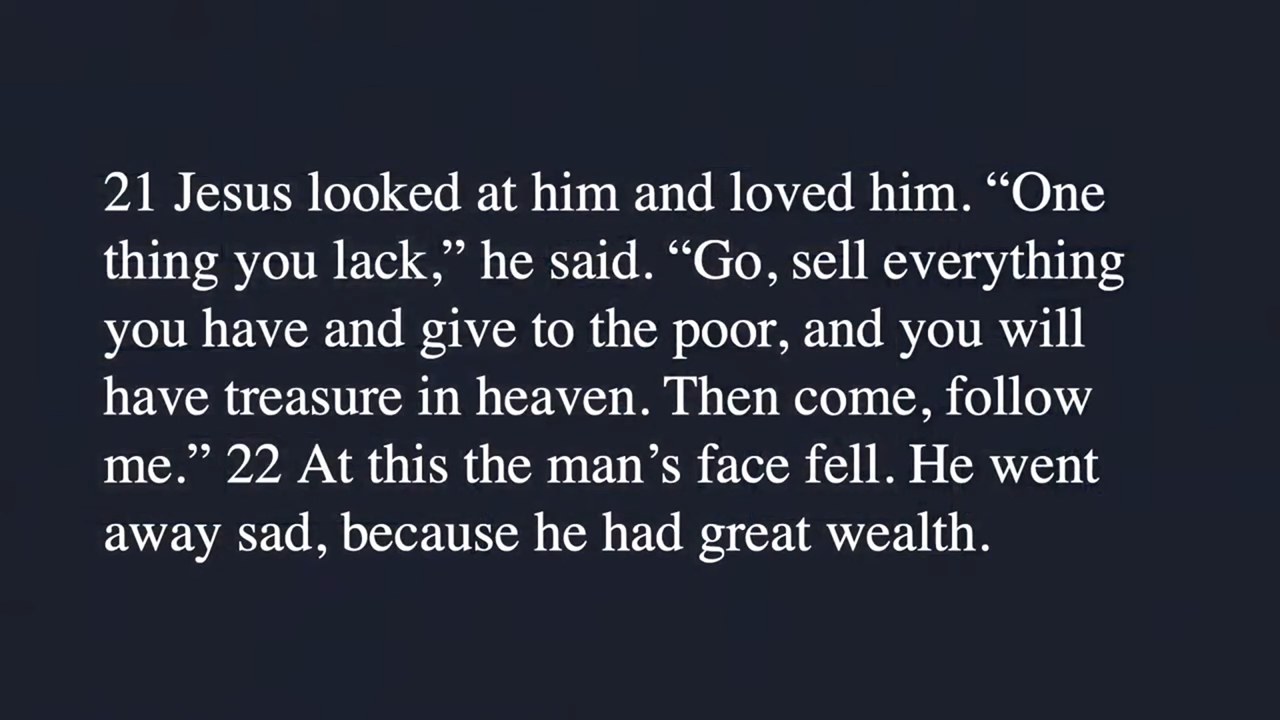 21 Jesus looked at him and loved him. “One
thing you lack,” he said. “Go, sell everything
you have and give to the poor, and you will
have treasure in heaven. Then come, follow
me.” 22 At this the man’s face fell. He went
away sad, because he had great wealth.